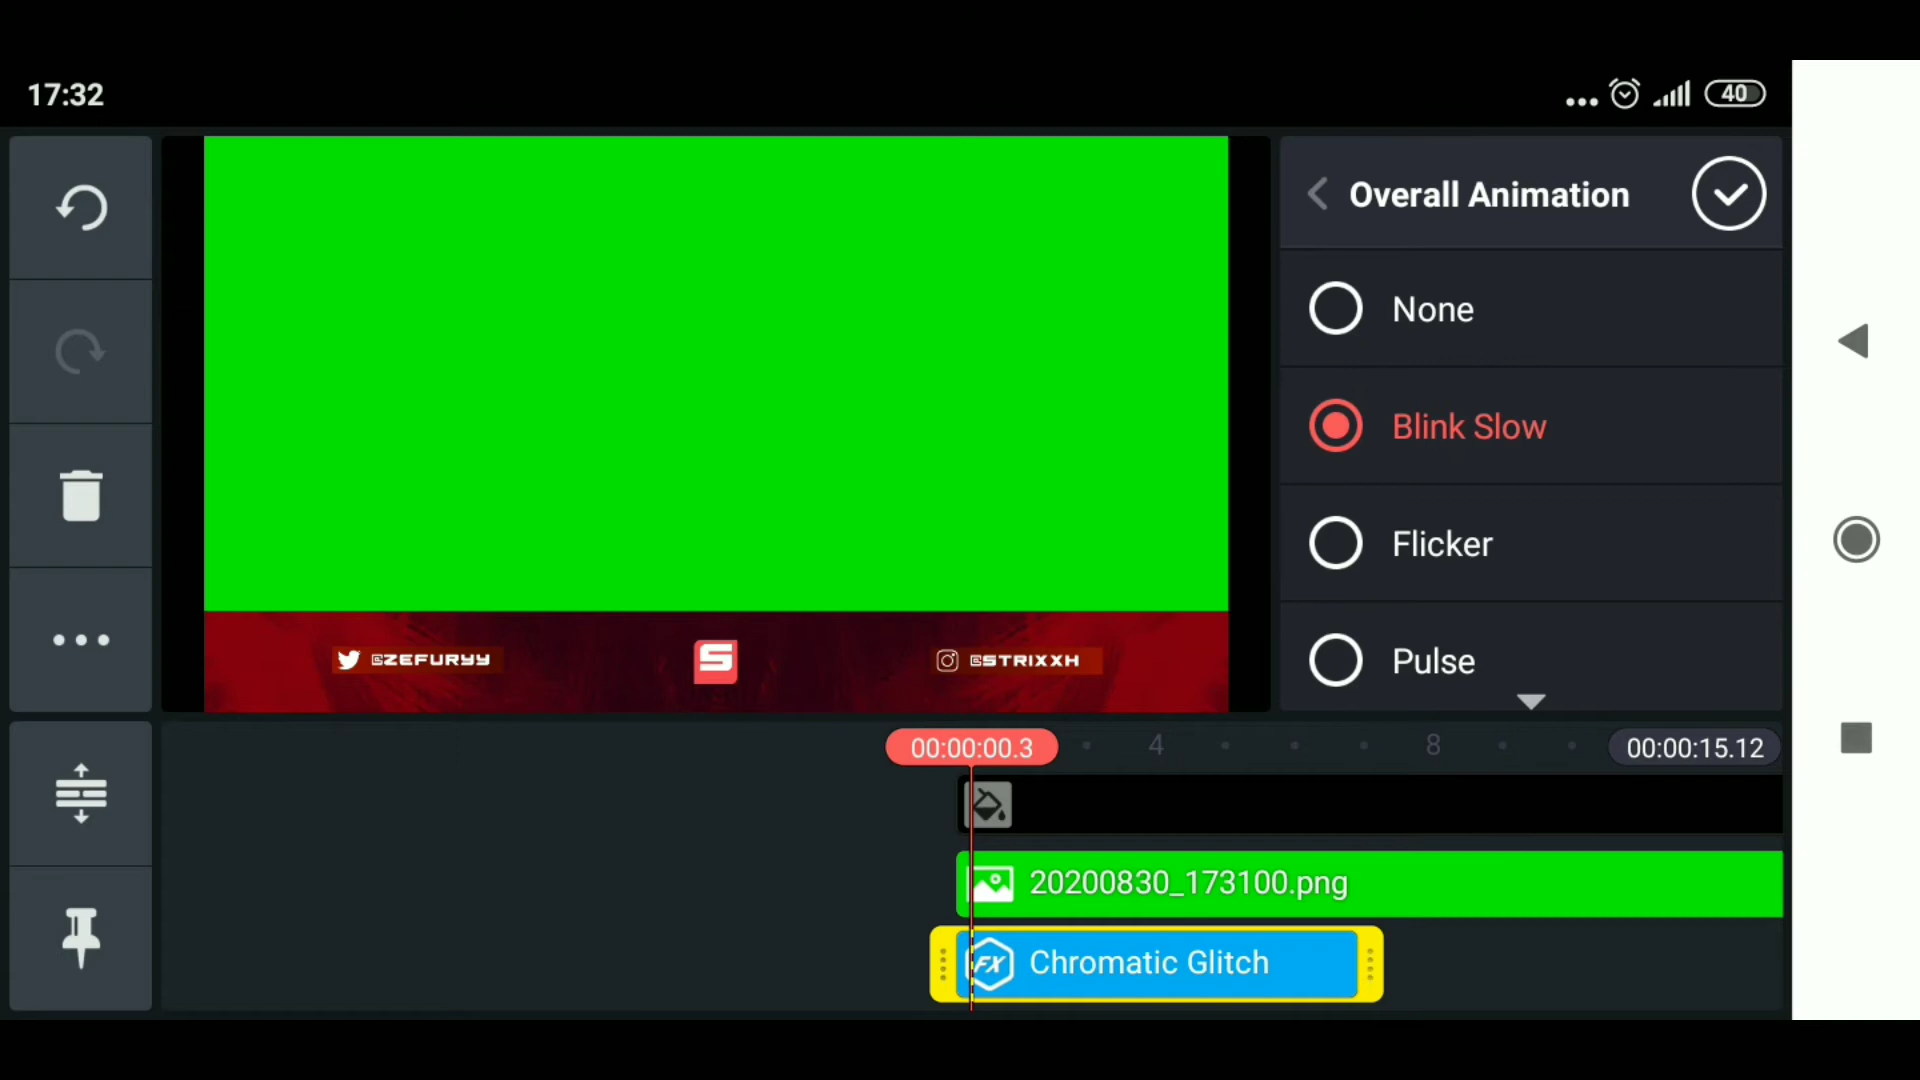 17:32
40
Overall Animation
None
Blink Slow
Flicker
Pulse
@ZEFURYY
S
@STRIXXH
00:00:00.3
4
8
00:00:15.12
20200830_173100.png
FX
Chromatic Glitch